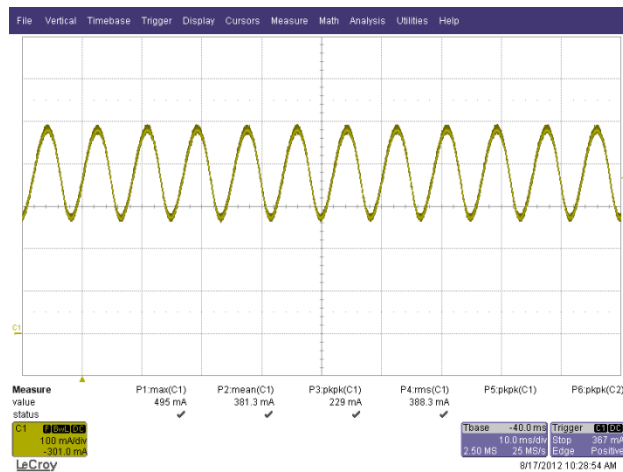 File Vertical Timebase Trigger Display Cursors Measure Math Analysis Utilities Help
C1
Measure P1:max(C1) P2:mean(C1) P3:pkpk(C1) P4:rms(C1) P5:pkpk(C1) P6:pkpk(C2)
value 495 mA 381.3 mA 229 mA 388.3 mA
status ✓ ✓ ✓ ✓
C1 F BwL DC
100 mA/div
-301.0 mA
Tbase -40.0 ms
10.0 ms/div
2.50 MS 25 MS/s
Trigger C1 DC
Stop 367 mA
Edge Positive
LeCroy
8/17/2012 10:28:54 AM